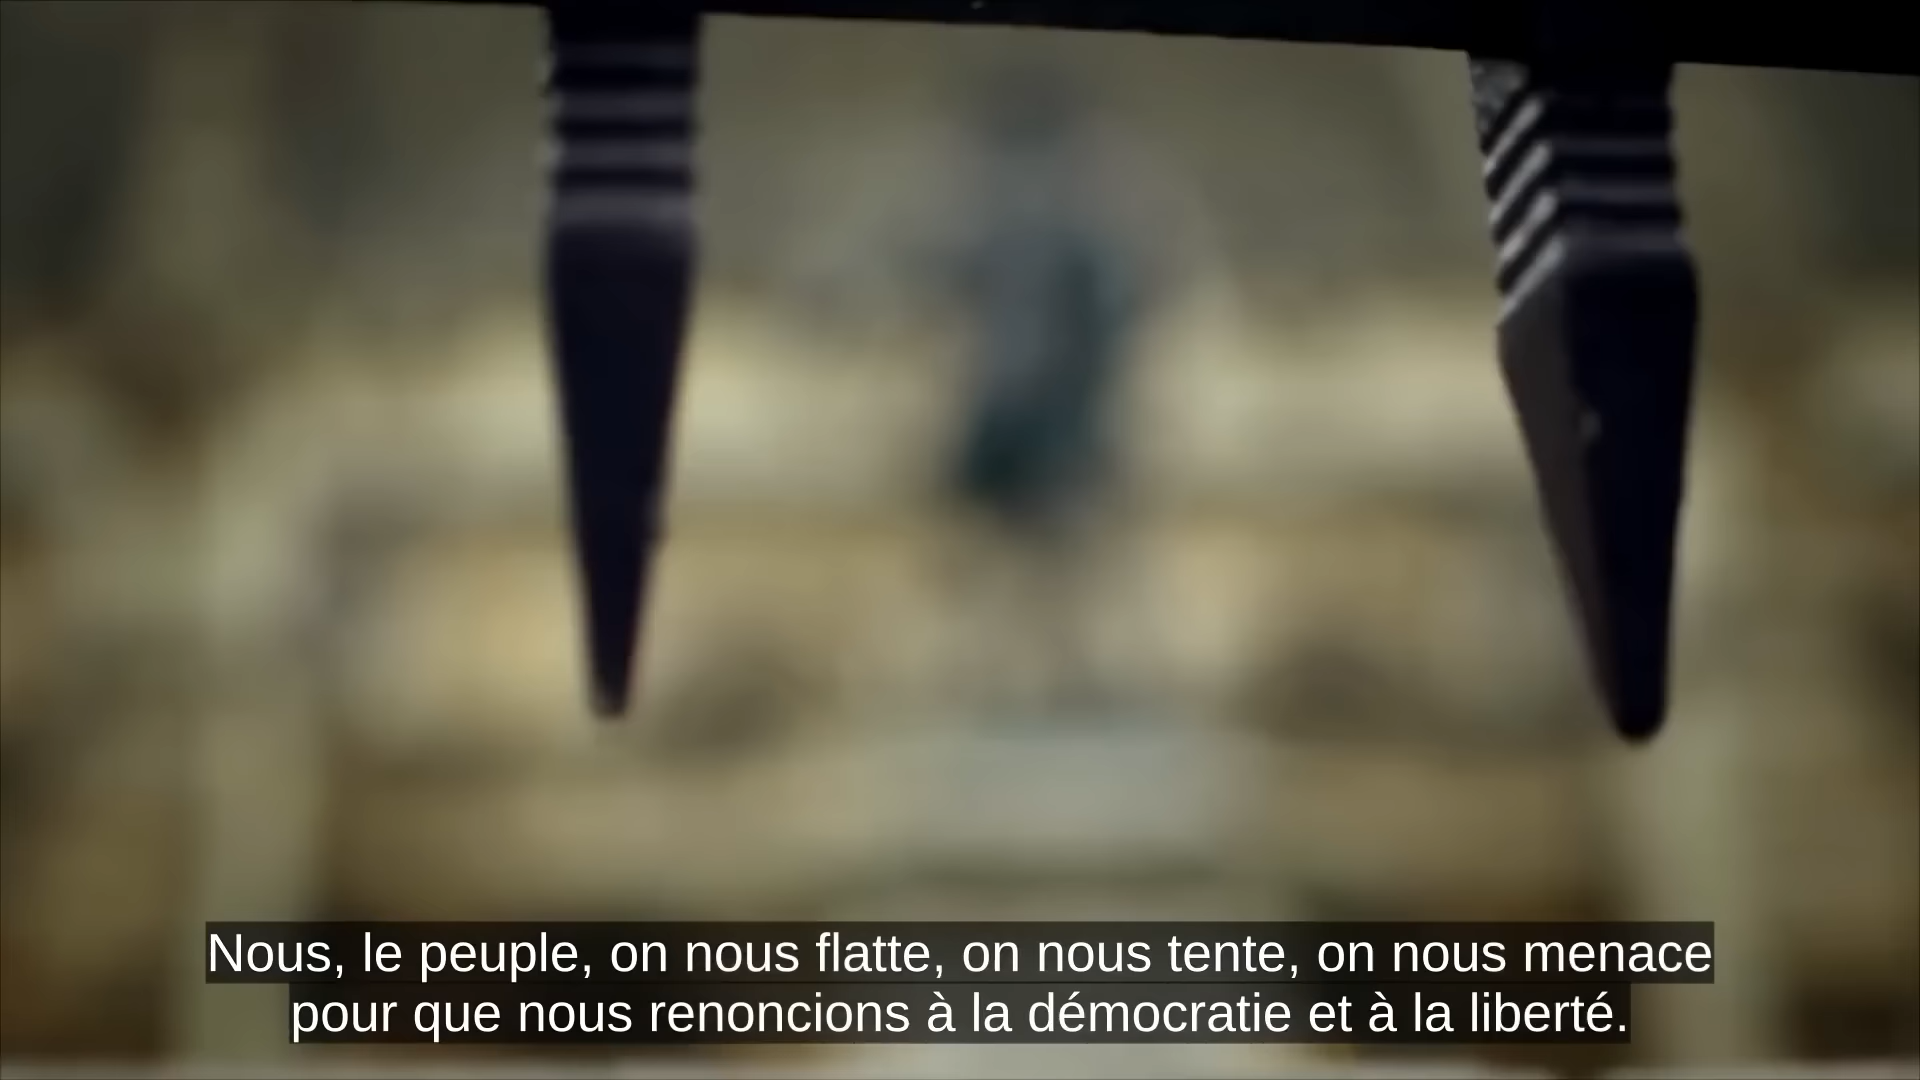 Nous, le peuple, on nous flatte, on nous tente, on nous menace
pour que nous renoncions à la démocratie et à la liberté.